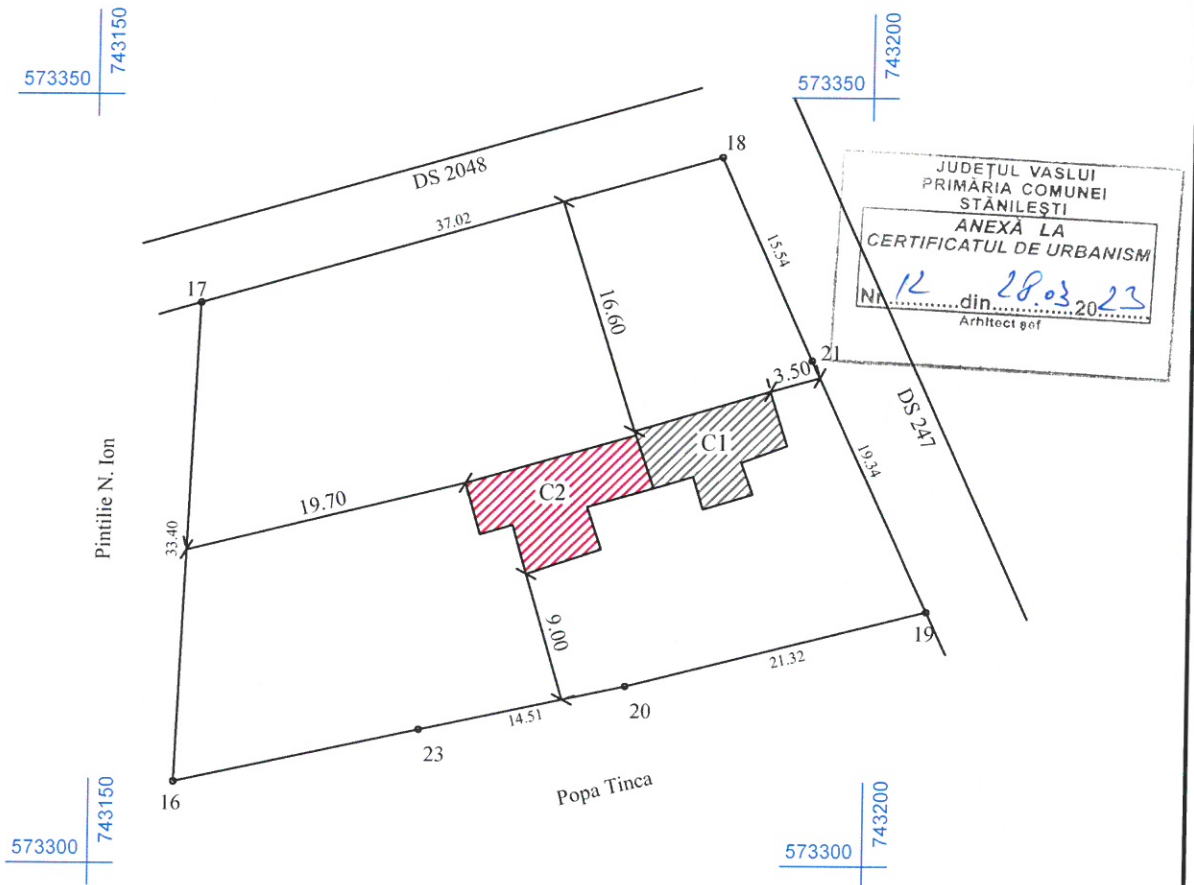 743150
573350
743200
573350
DS 2048
18
37.02
JUDEȚUL VASLUI
PRIMĂRIA COMUNEI
STĂNILEȘTI
ANEXĂ LA
CERTIFICATUL DE URBANISM
Nr 12 din 28.03 2023
Arhitect șef
15.54
17
16.60
21
3.50
DS 247
C1
19.34
Pintilie N. Ion
C2
19.70
33.40
9.00
19
21.32
20
14.51
23
Popa Tinca
16
743150
573300
743200
573300